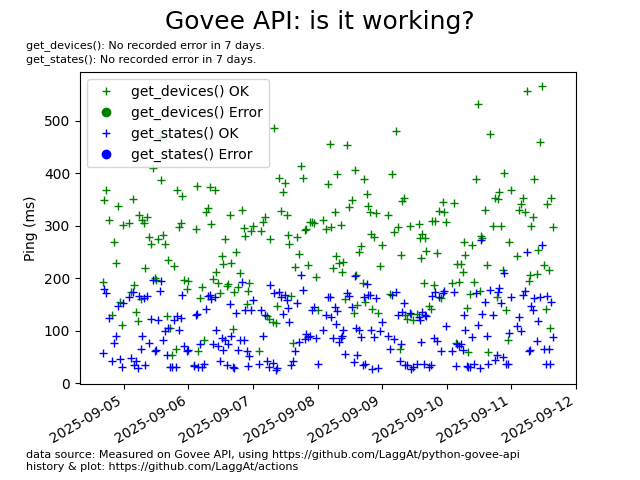 Govee API: is it working?
get_devices(): No recorded error in 7 days.
get_states(): No recorded error in 7 days.
get_devices() OK
get_devices() Error
get_states() OK
get_states() Error
Ping (ms)
500
400
300
200
100
0
2025-09-05
2025-09-06
2025-09-07
2025-09-08
2025-09-09
2025-09-10
2025-09-11
2025-09-12
data source: Measured on Govee API, using https://github.com/LaggAt/python-govee-api
history & plot: https://github.com/LaggAt/actions